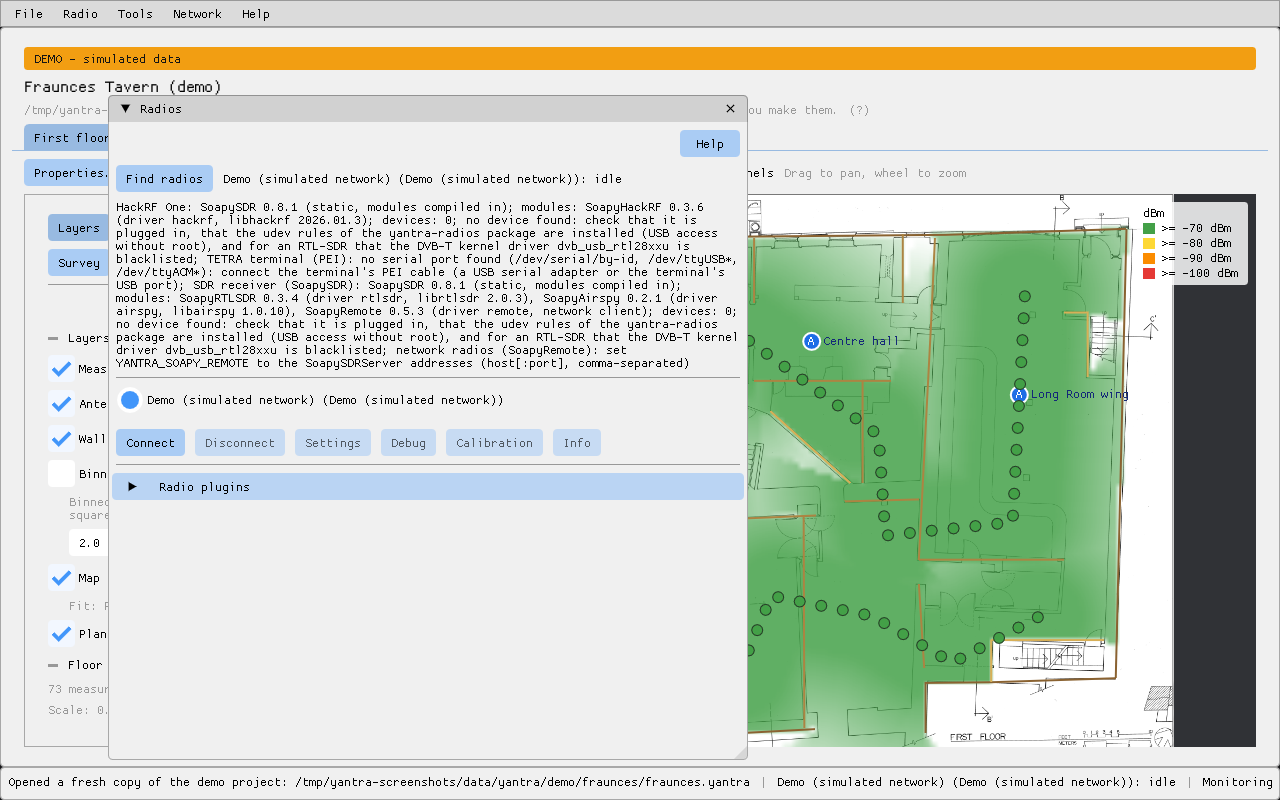 File Radio Tools Network Help
DEMO - simulated data
Fraunces Tavern (demo)
/tmp/yantra- ou make them. (?)
First floor
Properties. nels Drag to pan, wheel to zoom
Radios
Help
Find radios Demo (simulated network) (Demo (simulated network)): idle
HackRF One: SoapySDR 0.8.1 (static, modules compiled in); modules: SoapyHackRF 0.3.6
(driver hackrf, libhackrf 2026.01.3); devices: 0; no device found: check that it is
plugged in, that the udev rules of the yantra-radios package are installed (USB access
without root), and for an RTL-SDR that the DVB-T kernel driver dvb_usb_rtl28xxu is
blacklisted; TETRA terminal (PEI): no serial port found (/dev/serial/by-id, /dev/ttyUSB*,
/dev/ttyACM*): connect the terminal's PEI cable (a USB serial adapter or the terminal's
USB port); SDR receiver (SoapySDR): SoapySDR 0.8.1 (static, modules compiled in);
modules: SoapyRTLSDR 0.3.4 (driver rtlsdr, librtlsdr 2.0.3), SoapyAirspy 0.2.1 (driver
airspy, libairspy 1.0.10), SoapyRemote 0.5.3 (driver remote, network client); devices: 0;
no device found: check that it is plugged in, that the udev rules of the yantra-radios
package are installed (USB access without root), and for an RTL-SDR that the DVB-T kernel
driver dvb_usb_rtl28xxu is blacklisted; network radios (SoapyRemote): set
YANTRA_SOAPY_REMOTE to the SoapySDRServer addresses (host[:port], comma-separated)
Demo (simulated network) (Demo (simulated network))
Connect Disconnect Settings Debug Calibration Info
Radio plugins
Layers
Survey
Layers
Meas
Ante
Wall
Binn
Binned
square
2.0
Map
Fit: F
Plan
Floor
73 measur
Scale: 0.
dBm
>= -70 dBm
>= -80 dBm
>= -90 dBm
>= -100 dBm
A Centre hall
A Long Room wing
B
C'
UP
B'
FIRST FLOOR
FEET
METERS
Opened a fresh copy of the demo project: /tmp/yantra-screenshots/data/yantra/demo/fraunces/fraunces.yantra | Demo (simulated network) (Demo (simulated network)): idle | Monitoring